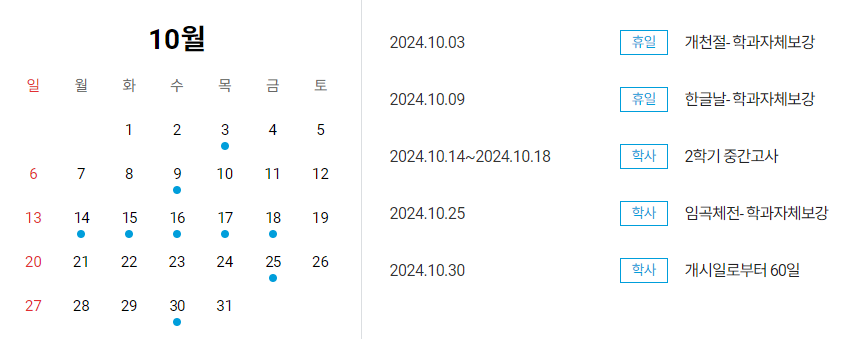 10월
일 월 화 수 목 금 토
1 2 3 4 5
6 7 8 9 10 11 12
13 14 15 16 17 18 19
20 21 22 23 24 25 26
27 28 29 30 31
2024.10.03 휴일 개천절- 학과자체보강
2024.10.09 휴일 한글날- 학과자체보강
2024.10.14~2024.10.18 학사 2학기 중간고사
2024.10.25 학사 임곡체전- 학과자체보강
2024.10.30 학사 개시일로부터 60일